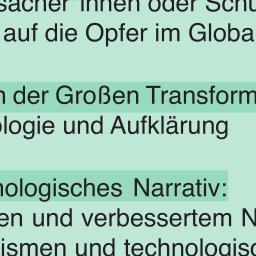 sacher*innen oder Schu
auf die Opfer im Globa
n der Großen Transform
ologie und Aufklärung
nologisches Narrativ:
en und verbessertem N
ismen und technologisc